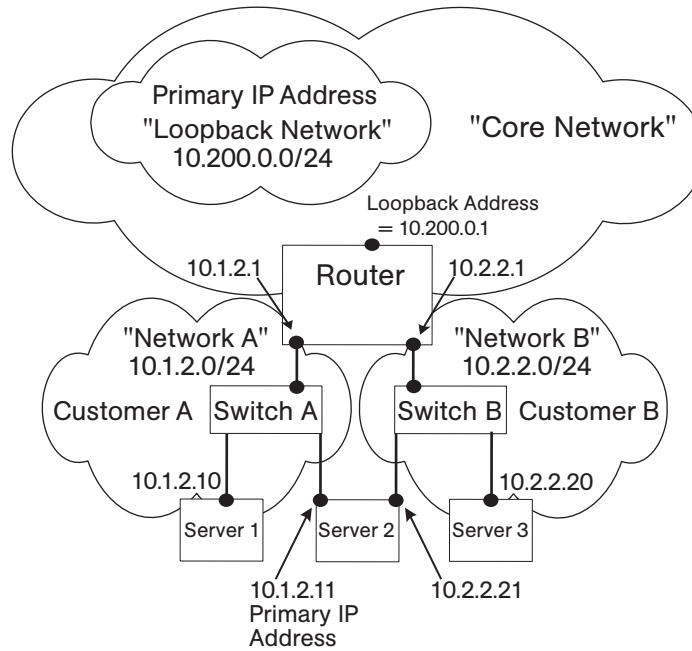 Primary IP Address
"Loopback Network"
10.200.0.0/24
"Core Network"
Loopback Address
= 10.200.0.1
10.1.2.1
Router
10.2.2.1
"Network A"
10.1.2.0/24
"Network B"
10.2.2.0/24
Customer A
Switch A
Switch B
Customer B
10.1.2.10
10.2.2.20
Server 1
Server 2
Server 3
10.1.2.11
Primary IP
Address
10.2.2.21